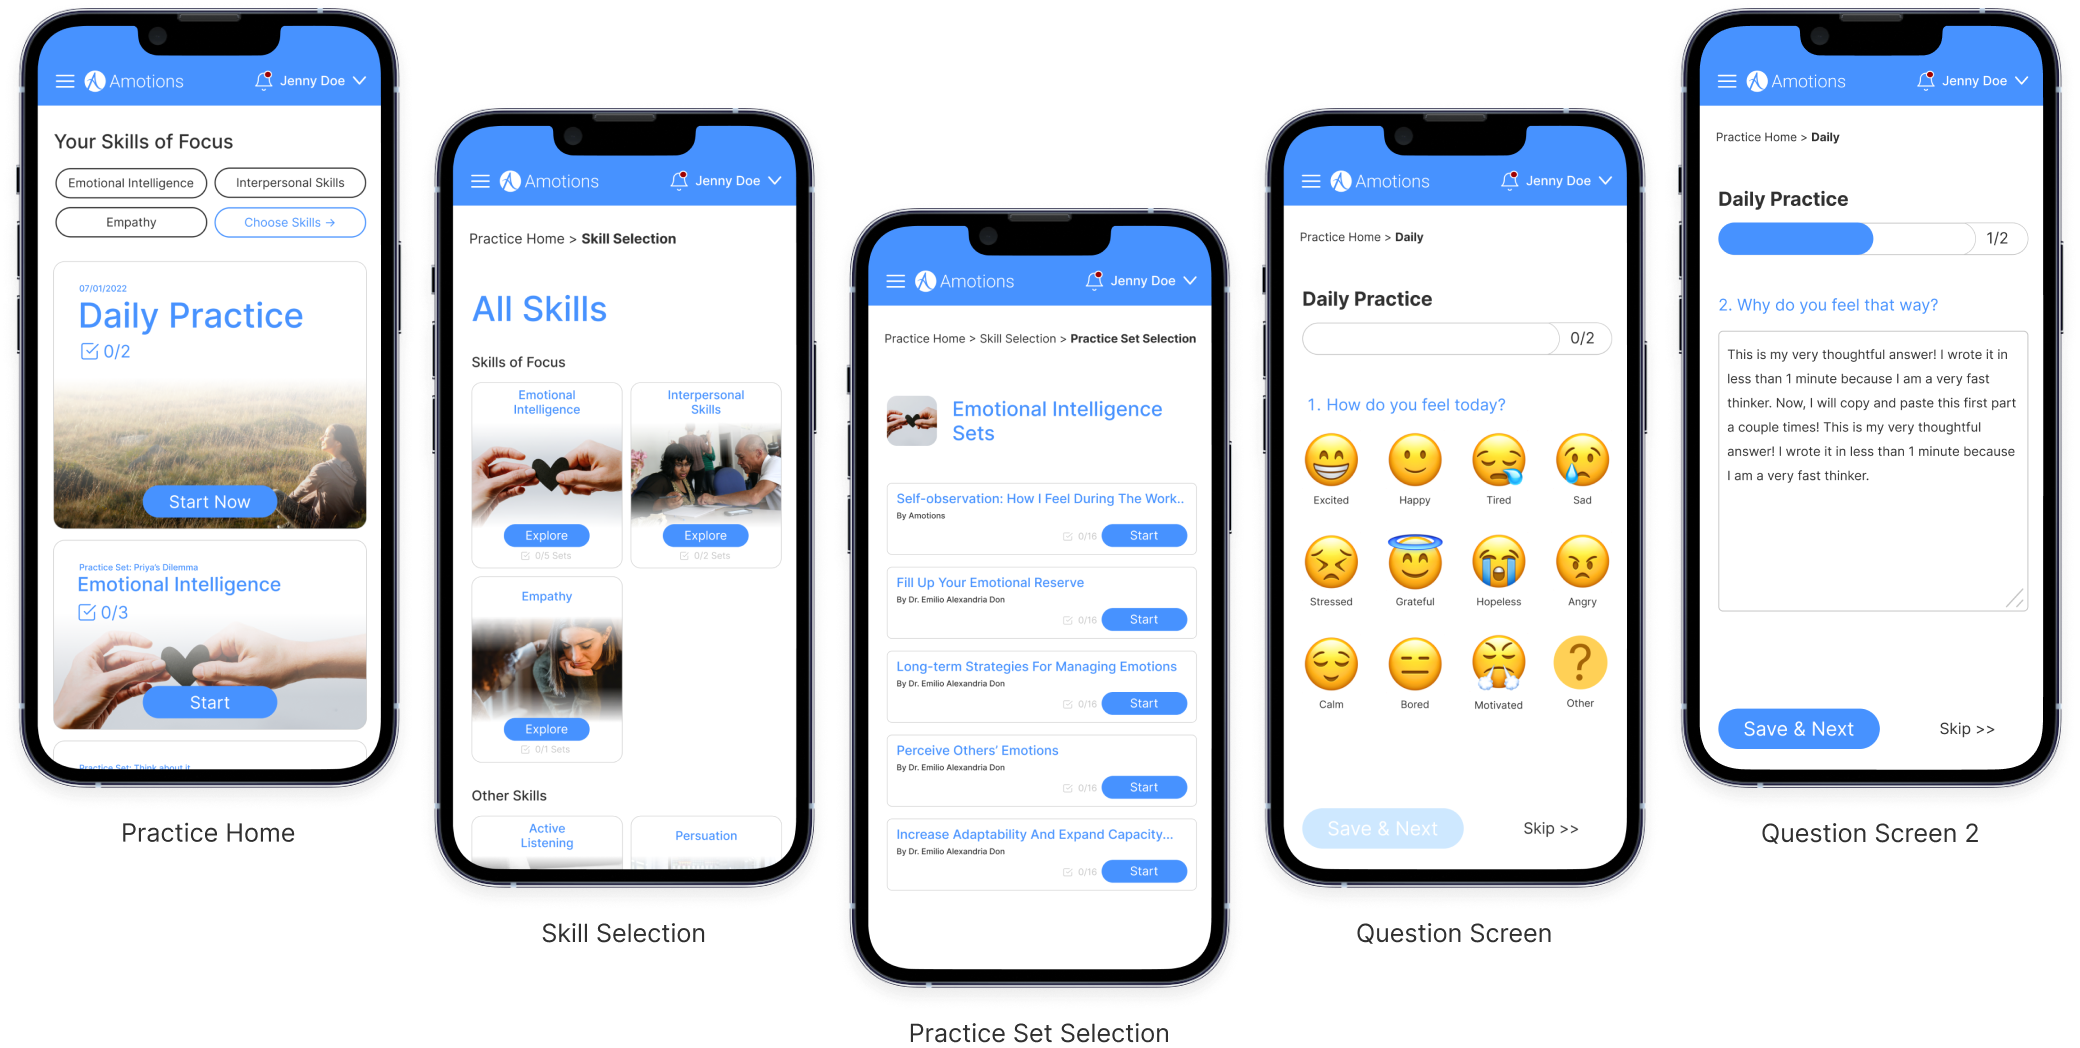 Amotions
Jenny Doe
Your Skills of Focus
Emotional Intelligence
Interpersonal Skills
Empathy
Choose Skills →
07/01/2022
Daily Practice
0/2
Start Now
Practice Set: Priya's Dilemma
Emotional Intelligence
0/3
Start
Practice Set: Think about it
Practice Home
Amotions
Jenny Doe
Practice Home > Skill Selection
All Skills
Skills of Focus
Emotional
Intelligence
Explore
0/5 Sets
Interpersonal
Skills
Explore
0/2 Sets
Empathy
Explore
0/1 Sets
Other Skills
Active
Listening
Persuation
Skill Selection
Amotions
Jenny Doe
Practice Home > Skill Selection > Practice Set Selection
Emotional Intelligence
Sets
Self-observation: How I Feel During The Work..
By Amotions
0/16
Start
Fill Up Your Emotional Reserve
By Dr. Emilio Alexandria Don
0/16
Start
Long-term Strategies For Managing Emotions
By Dr. Emilio Alexandria Don
0/16
Start
Perceive Others' Emotions
By Dr. Emilio Alexandria Don
0/16
Start
Increase Adaptability And Expand Capacity...
By Dr. Emilio Alexandria Don
0/16
Start
Practice Set Selection
Amotions
Jenny Doe
Practice Home > Daily
Daily Practice
0/2
1. How do you feel today?
Excited
Happy
Tired
Sad
Stressed
Grateful
Hopeless
Angry
Calm
Bored
Motivated
?
Other
Save & Next
Skip >>
Question Screen
Amotions
Jenny Doe
Practice Home > Daily
Daily Practice
1/2
2. Why do you feel that way?
This is my very thoughtful answer! I wrote it in
less than 1 minute because I am a very fast
thinker. Now, I will copy and paste this first part
a couple times! This is my very thoughtful
answer! I wrote it in less than 1 minute because
I am a very fast thinker.
Save & Next
Skip >>
Question Screen 2